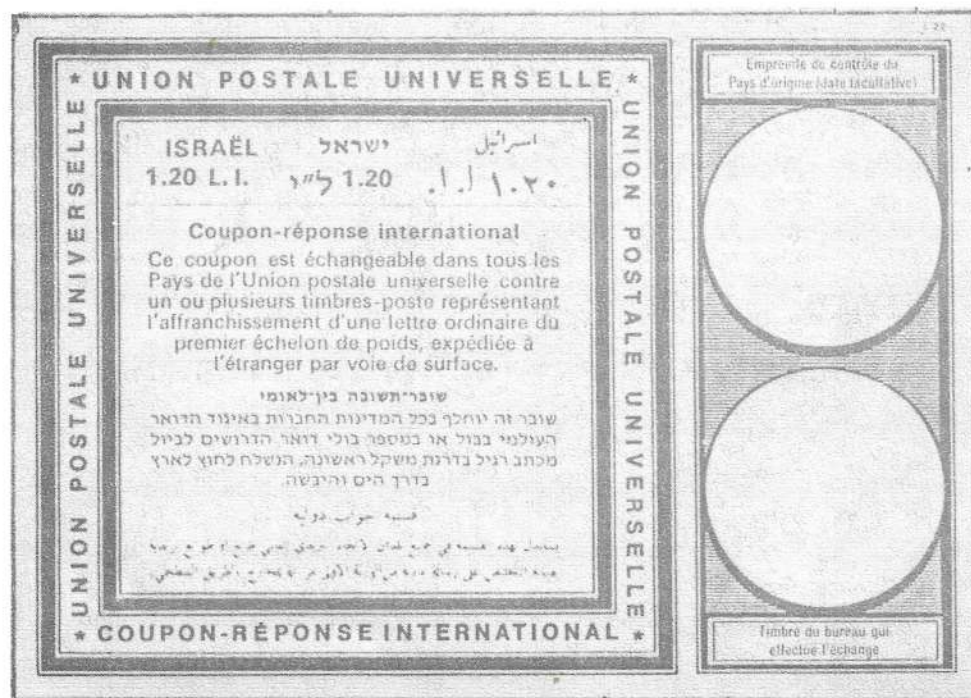 C 22
Empreinte de contrôle du
Pays d'origine (date facultative)
* UNION POSTALE UNIVERSELLE *
UNION POSTALE UNIVERSELLE
UNION POSTALE UNIVERSELLE
ISRAËL ישראל اسرائيل
1.20 L. I. 1.20 ל"י ١.٢٠ ا.ا.
Coupon-réponse international
Ce coupon est échangeable dans tous les
Pays de l'Union postale universelle contre
un ou plusieurs timbres-poste représentant
l'affranchissement d'une lettre ordinaire du
premier échelon de poids, expédiée à
l'étranger par voie de surface.
שובר-תשובה בין-לאומי
שובר זה יוחלף בכל המדינות החברות באיגוד הדואר
העולמי בבול או במספר בולי דואר הדרושים לביול
מכתב רגיל בדרגת משקל ראשונה, הנשלח לחוץ לארץ
בדרך הים והיבשה.
قسيمة جواب دولية
* COUPON-RÉPONSE INTERNATIONAL *
Timbre du bureau qui
effectue l'échange